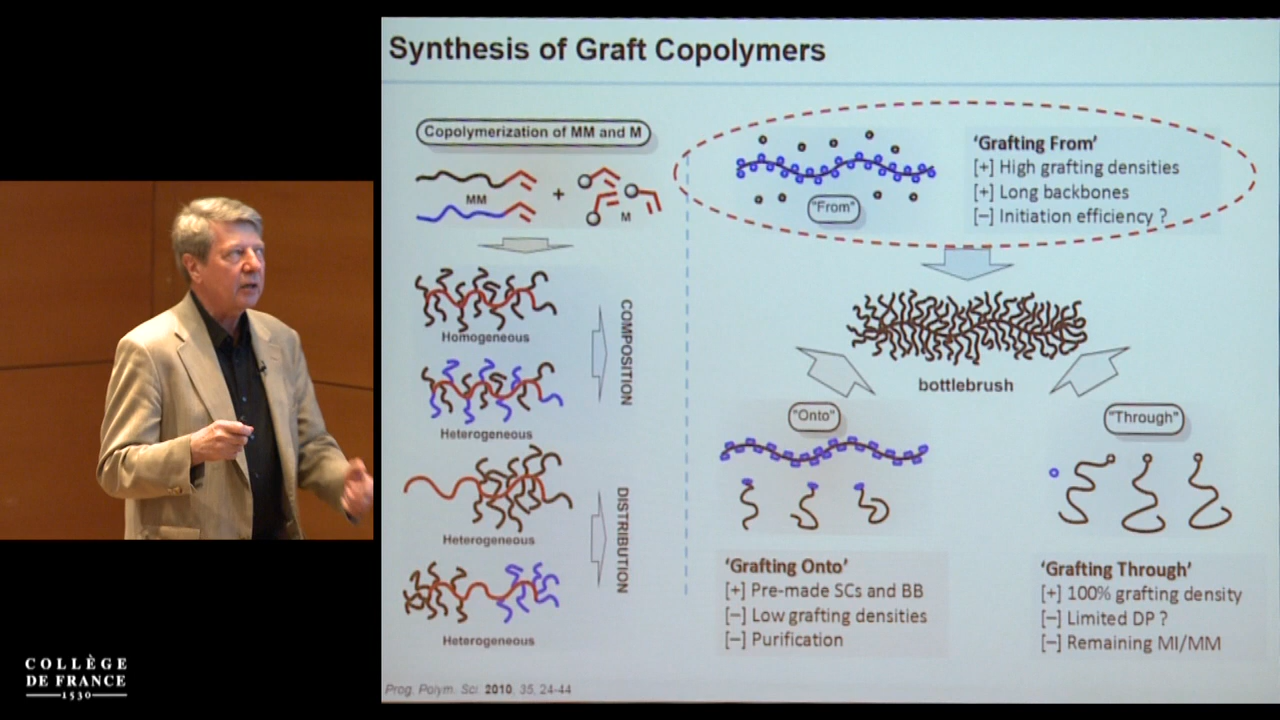 Synthesis of Graft Copolymers
Copolymerization of MM and M
MM
+
M
Homogeneous
Heterogeneous
COMPOSITION
Heterogeneous
Heterogeneous
DISTRIBUTION
"From"
'Grafting From'
[+] High grafting densities
[+] Long backbones
[−] Initiation efficiency ?
bottlebrush
"Onto"
'Grafting Onto'
[+] Pre-made SCs and BB
[−] Low grafting densities
[−] Purification
"Through"
'Grafting Through'
[+] 100% grafting density
[−] Limited DP ?
[−] Remaining MI/MM
Prog. Polym. Sci. 2010, 35, 24-44
COLLÈGE
DE FRANCE
1530